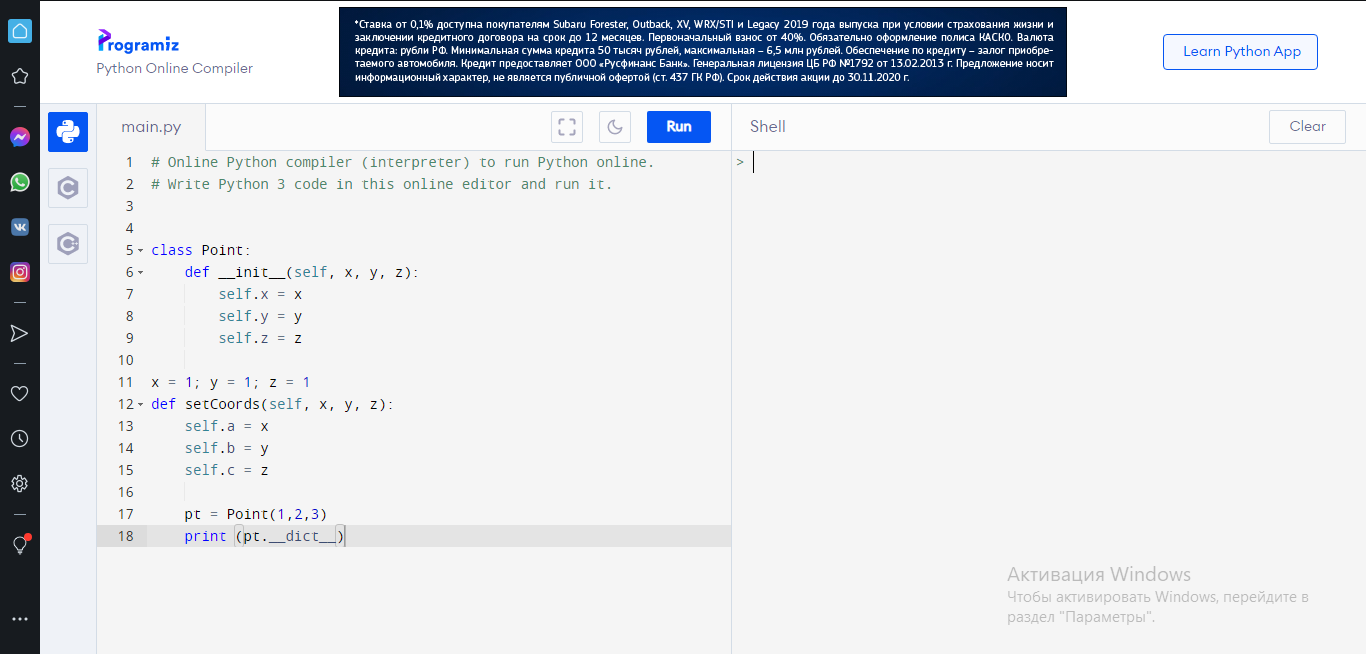 *Ставка от 0,1% доступна покупателям Subaru Forester, Outback, XV, WRX/STI и Legacy 2019 года выпуска при условии страхования жизни и
заключении кредитного договора на срок до 12 месяцев. Первоначальный взнос от 40%. Обязательно оформление полиса КАСКО. Валюта
кредита: рубли РФ. Минимальная сумма кредита 50 тысяч рублей, максимальная – 6,5 млн рублей. Обеспечение по кредиту – залог приобре-
таемого автомобиля. Кредит предоставляет ООО «Русфинанс Банк». Генеральная лицензия ЦБ РФ №1792 от 13.02.2013 г. Предложение носит
информационный характер, не является публичной офертой (ст. 437 ГК РФ). Срок действия акции до 30.11.2020 г.
Programiz
Python Online Compiler
Learn Python App
main.py
Run
Shell
Clear
1 # Online Python compiler (interpreter) to run Python online.
2 # Write Python 3 code in this online editor and run it.
3
4
5 class Point:
6     def __init__(self, x, y, z):
7         self.x = x
8         self.y = y
9         self.z = z
10
11 x = 1; y = 1; z = 1
12 def setCoords(self, x, y, z):
13     self.a = x
14     self.b = y
15     self.c = z
16
17     pt = Point(1,2,3)
18     print (pt.__dict__)
>
Активация Windows
Чтобы активировать Windows, перейдите в
раздел "Параметры".